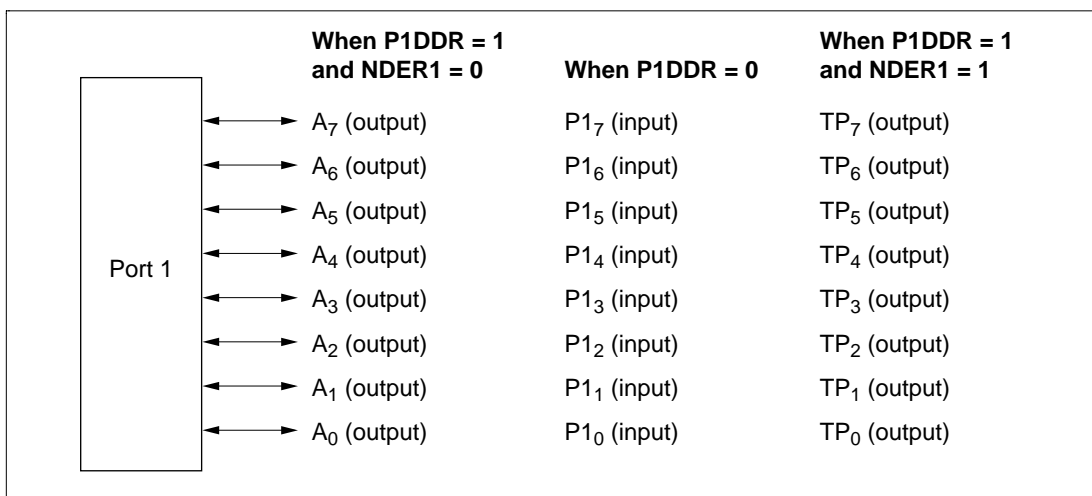 When P1DDR = 1
and NDER1 = 0
When P1DDR = 0
When P1DDR = 1
and NDER1 = 1
Port 1
A7 (output) P17 (input) TP7 (output)
A6 (output) P16 (input) TP6 (output)
A5 (output) P15 (input) TP5 (output)
A4 (output) P14 (input) TP4 (output)
A3 (output) P13 (input) TP3 (output)
A2 (output) P12 (input) TP2 (output)
A1 (output) P11 (input) TP1 (output)
A0 (output) P10 (input) TP0 (output)